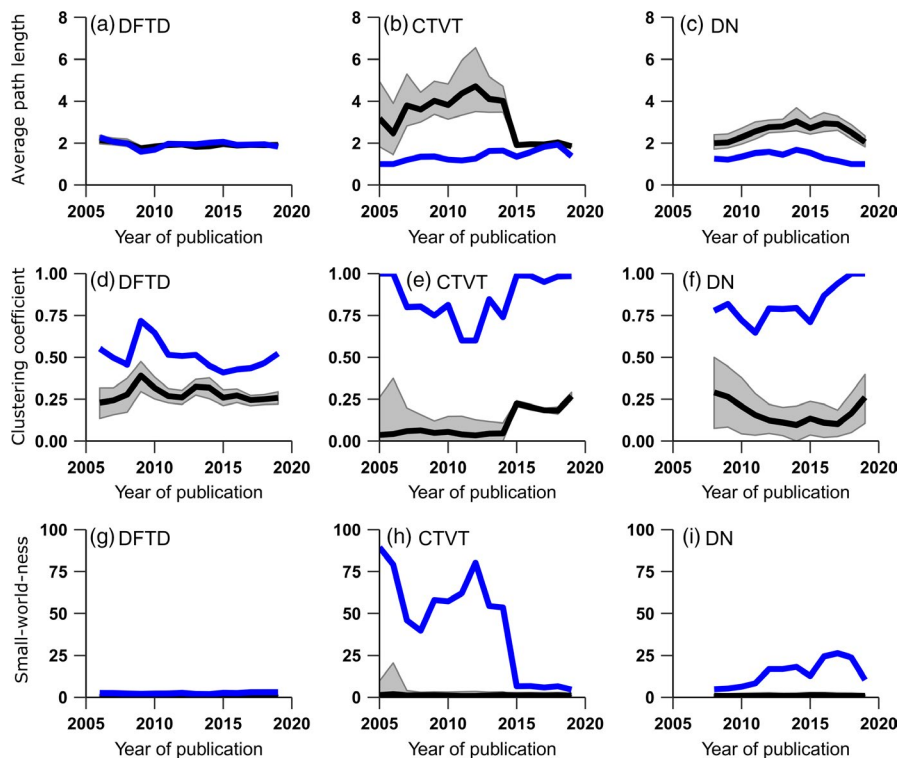 (a) DFTD
(b) CTVT
(c) DN
Average path length
8
6
4
2
0
8
6
4
2
0
8
6
4
2
0
2005 2010 2015 2020
2005 2010 2015 2020
2005 2010 2015 2020
Year of publication
Year of publication
Year of publication
(d) DFTD
(e) CTVT
(f) DN
Clustering coefficient
1.00
0.75
0.50
0.25
0.00
1.00
0.75
0.50
0.25
0.00
1.00
0.75
0.50
0.25
0.00
2005 2010 2015 2020
2005 2010 2015 2020
2005 2010 2015 2020
Year of publication
Year of publication
Year of publication
(g) DFTD
(h) CTVT
(i) DN
Small-world-ness
100
75
50
25
0
100
75
50
25
0
100
75
50
25
0
2005 2010 2015 2020
2005 2010 2015 2020
2005 2010 2015 2020
Year of publication
Year of publication
Year of publication